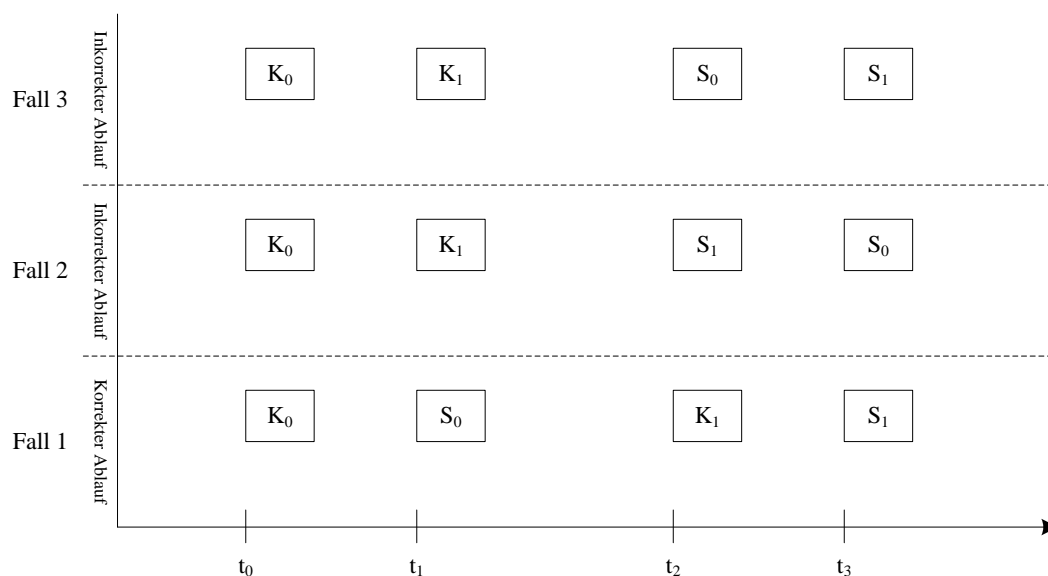 Fall 3
Inkorrekter Ablauf
K₀ K₁ S₀ S₁
Fall 2
Inkorrekter Ablauf
K₀ K₁ S₁ S₀
Fall 1
Korrekter Ablauf
K₀ S₀ K₁ S₁
t₀ t₁ t₂ t₃